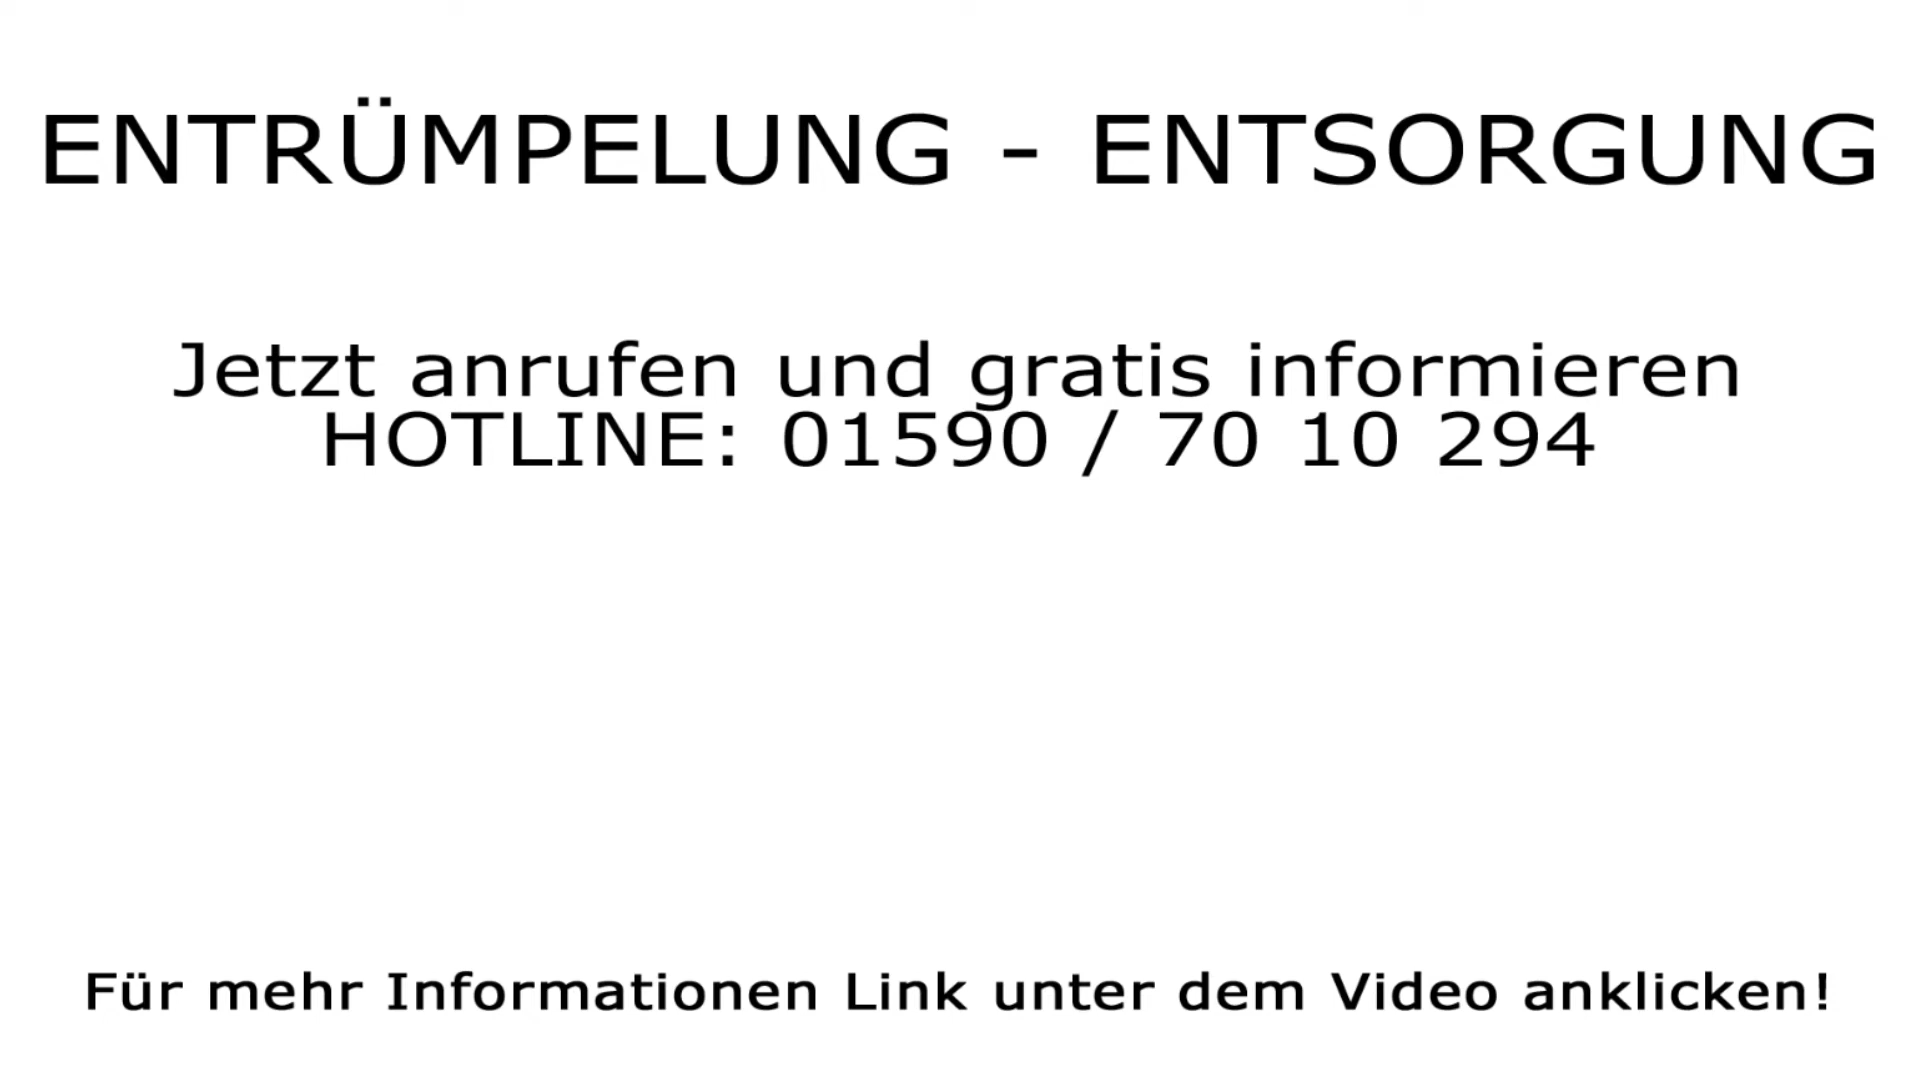 ENTRÜMPELUNG - ENTSORGUNG
Jetzt anrufen und gratis informieren
HOTLINE: 01590 / 70 10 294
Für mehr Informationen Link unter dem Video anklicken!